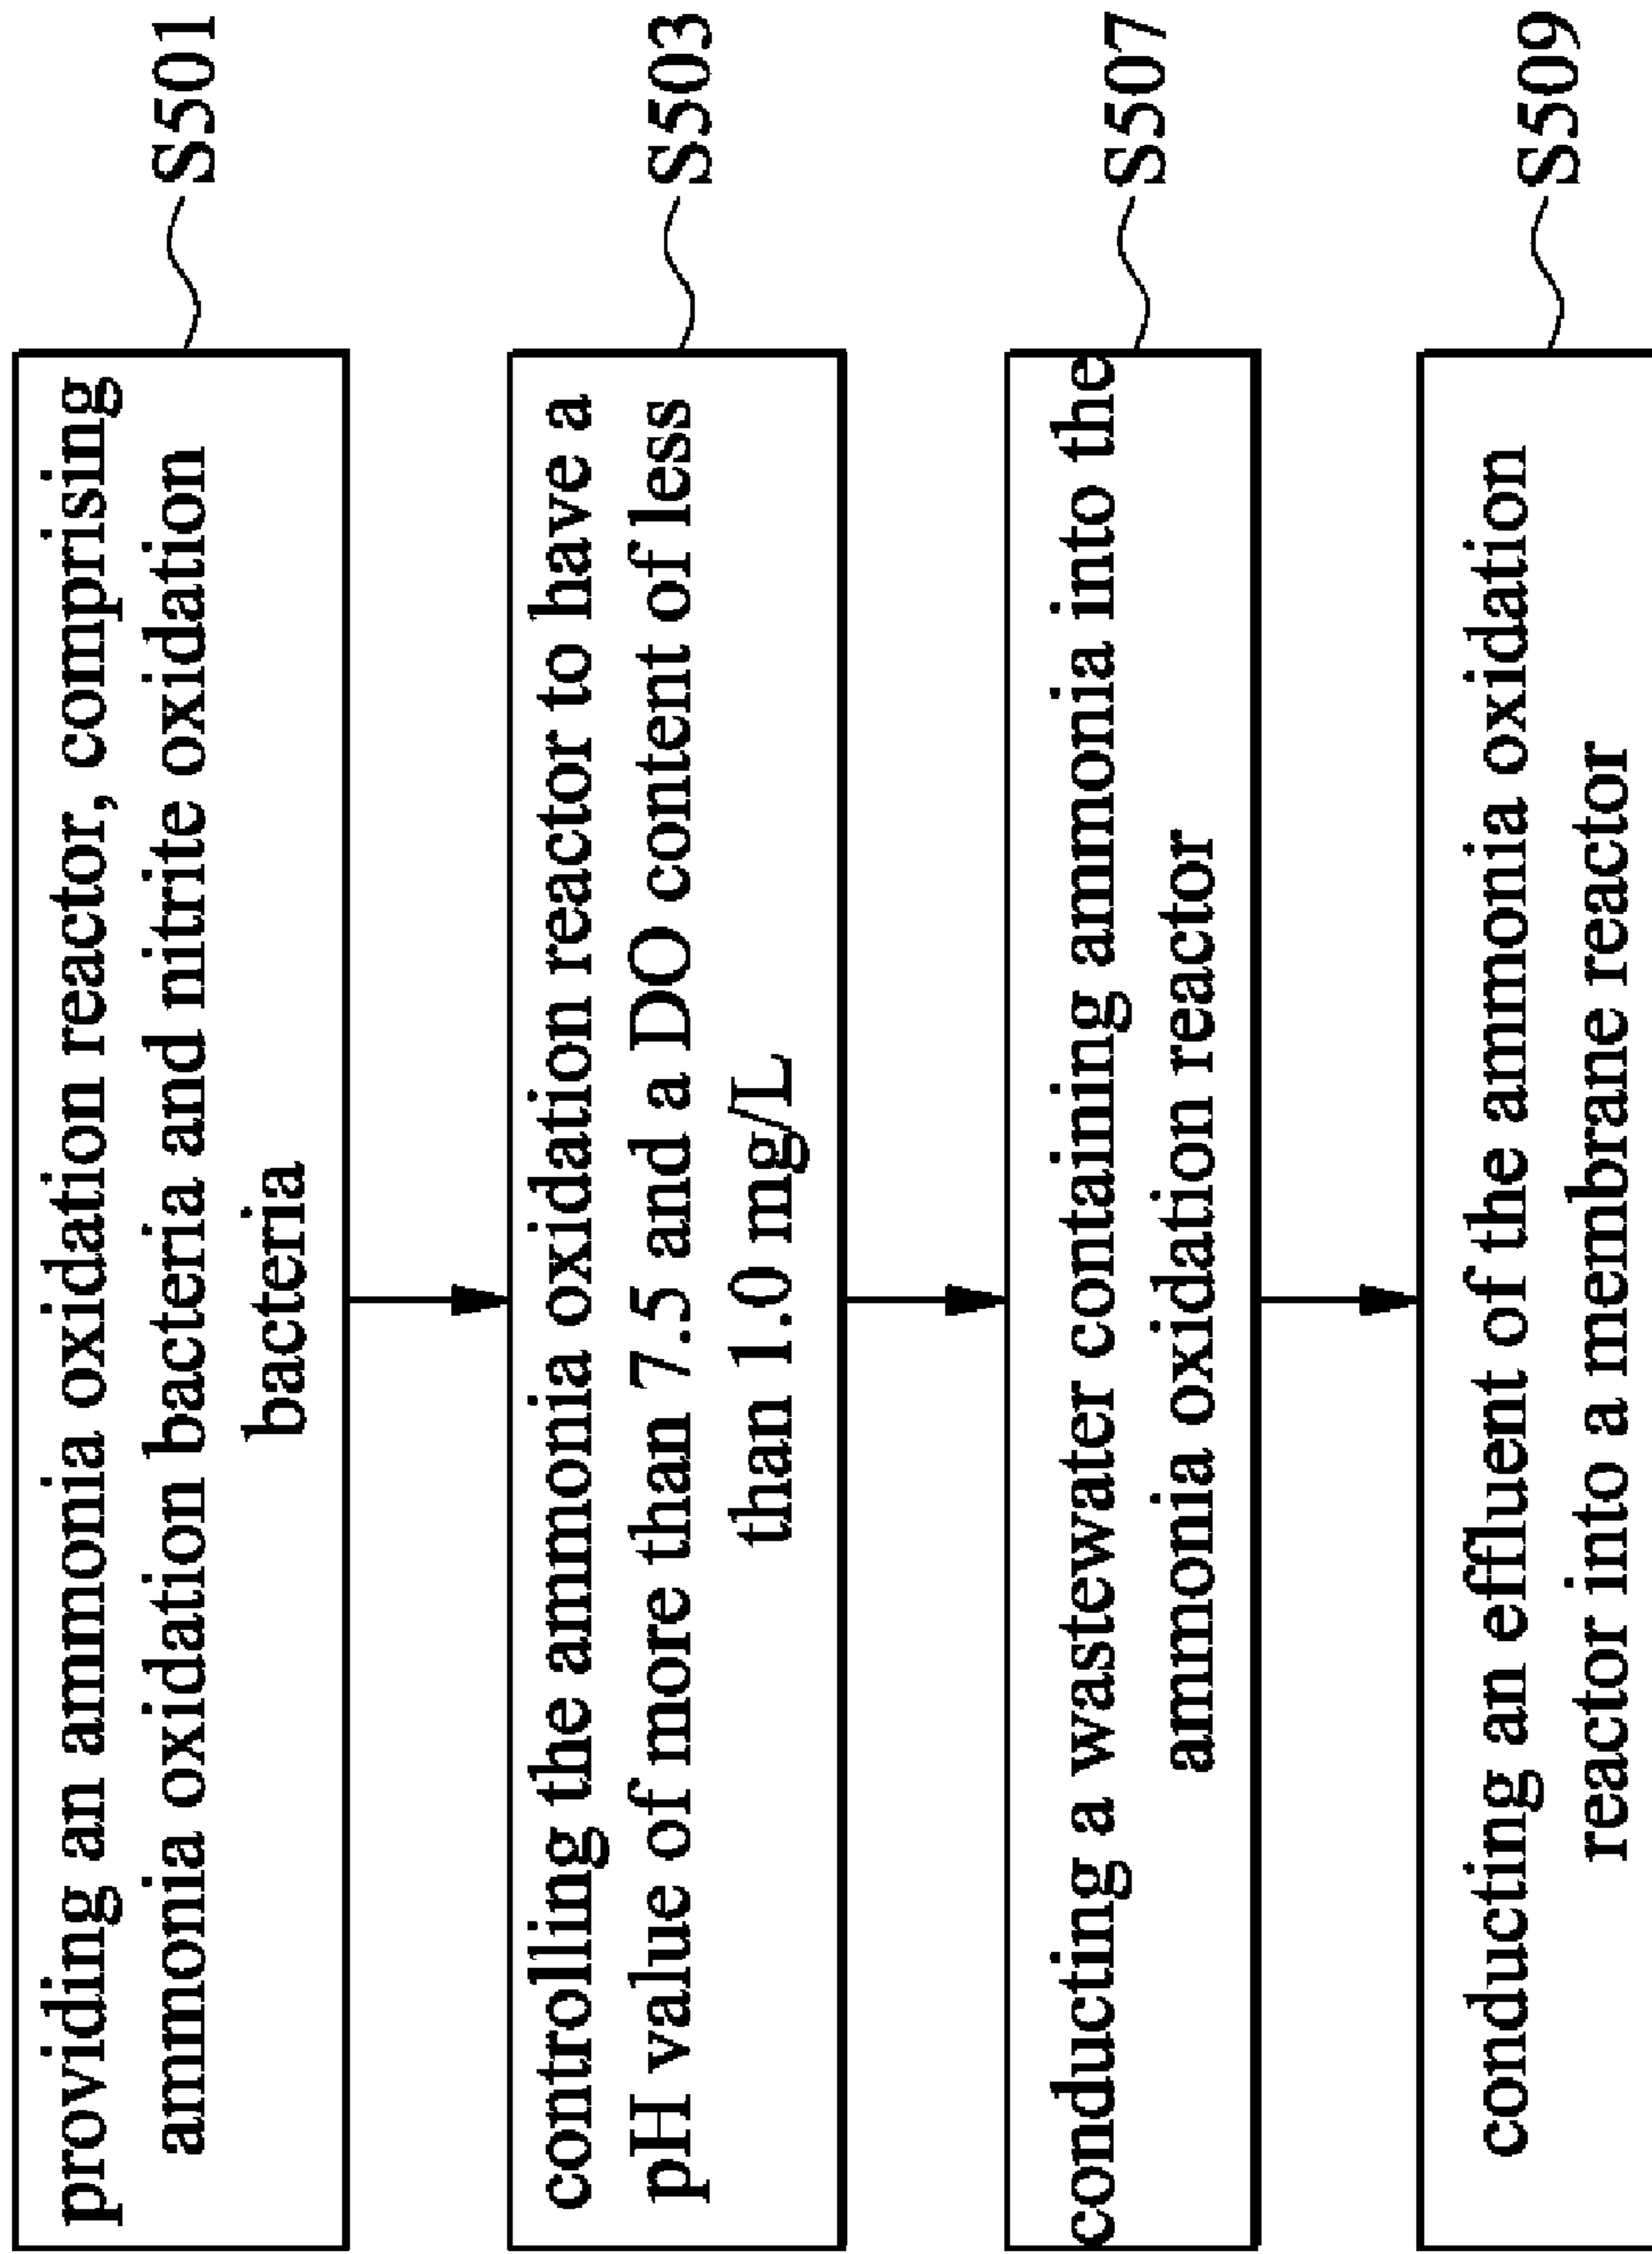 providing an ammonia oxidation reactor, comprising
ammonia oxidation bacteria and nitrite oxidation
bacteria
S501
controlling the ammonia oxidation reactor to have a
pH value of more than 7.5 and a DO content of less
than 1.0 mg/L
S503
conducting a wastewater containing ammonia into the
ammonia oxidation reactor
S507
conducting an effluent of the ammonia oxidation
reactor into a membrane reactor
S509